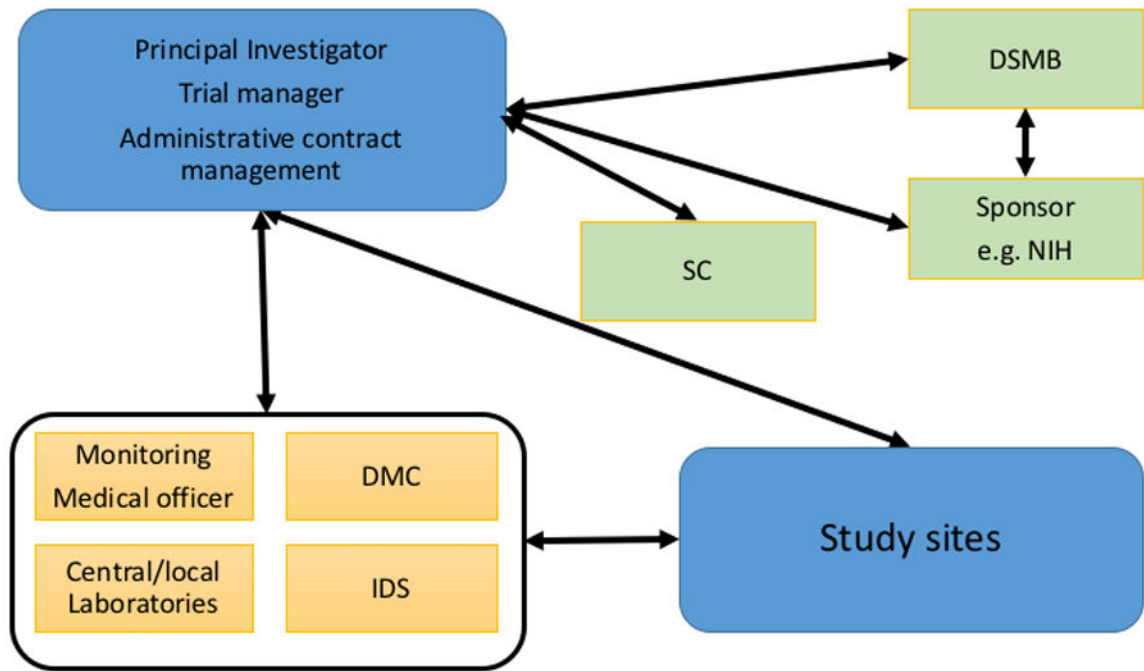 Principal Investigator
Trial manager
Administrative contract
management
DSMB
Sponsor
e.g. NIH
SC
Monitoring
Medical officer
DMC
Central/local
Laboratories
IDS
Study sites